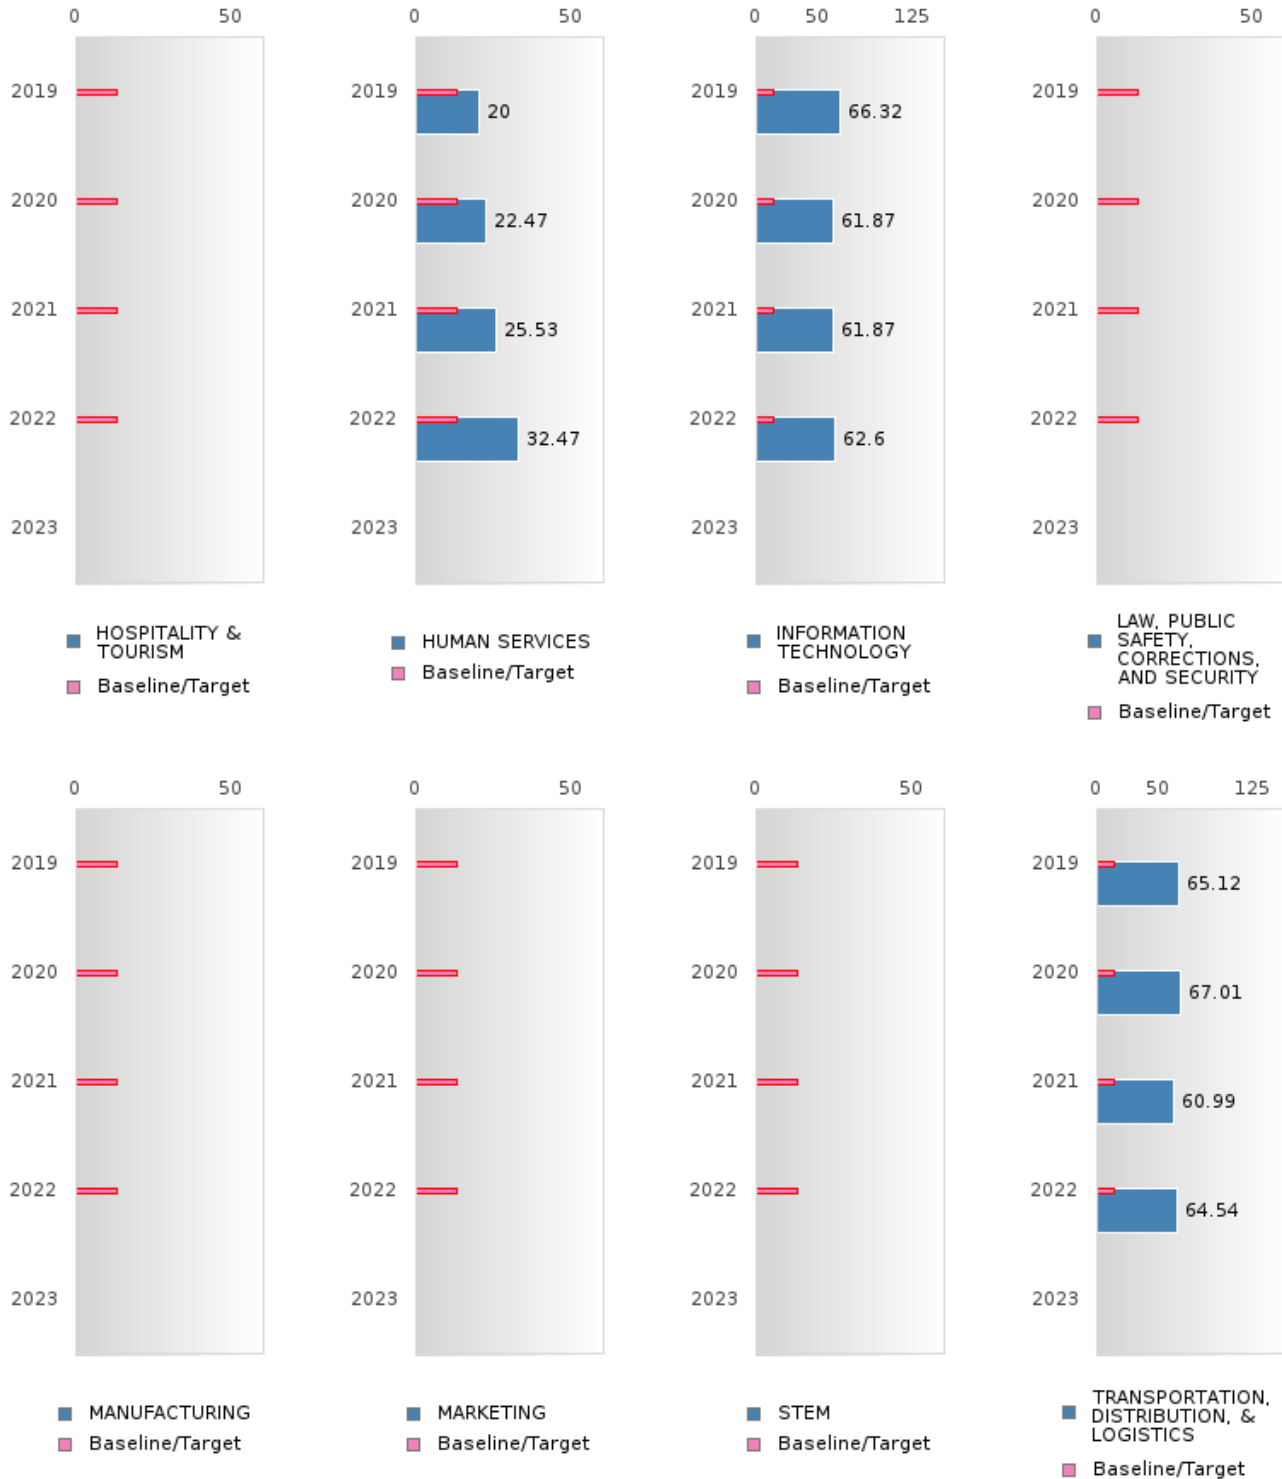 0 50
2019
2020
2021
2022
2023
HOSPITALITY &
TOURISM
Baseline/Target
0 50
2019 20
2020 22.47
2021 25.53
2022 32.47
2023
HUMAN SERVICES
Baseline/Target
0 50 125
2019 66.32
2020 61.87
2021 61.87
2022 62.6
2023
INFORMATION
TECHNOLOGY
Baseline/Target
0 50
2019
2020
2021
2022
2023
LAW, PUBLIC
SAFETY,
CORRECTIONS,
AND SECURITY
Baseline/Target
0 50
2019
2020
2021
2022
2023
MANUFACTURING
Baseline/Target
0 50
2019
2020
2021
2022
2023
MARKETING
Baseline/Target
0 50
2019
2020
2021
2022
2023
STEM
Baseline/Target
0 50 125
2019 65.12
2020 67.01
2021 60.99
2022 64.54
2023
TRANSPORTATION,
DISTRIBUTION, &
LOGISTICS
Baseline/Target